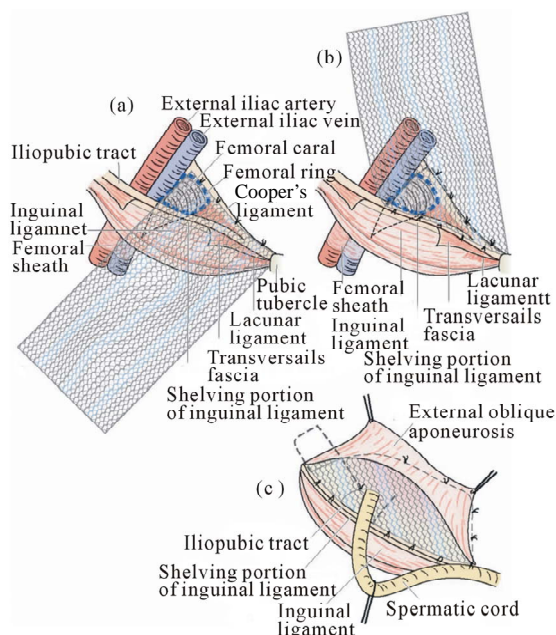 (a)
External iliac artery
External iliac vein
Iliopubic tract
Femoral caral
Femoral ring
Cooper's
ligament
Inguinal
ligamnet
Femoral
sheath
Pubic
tubercle
Lacunar
ligament
Transversails
fascia
Shelving portion
of inguinal ligament
(b)
Femoral
sheath
Inguinal
ligament
Lacunar
ligamentt
Transversails
fascia
Shelving portion
of inguinal ligament
(c)
External oblique
aponeurosis
Iliopubic tract
Shelving portion
of inguinal ligament
Inguinal
ligament
Spermatic cord